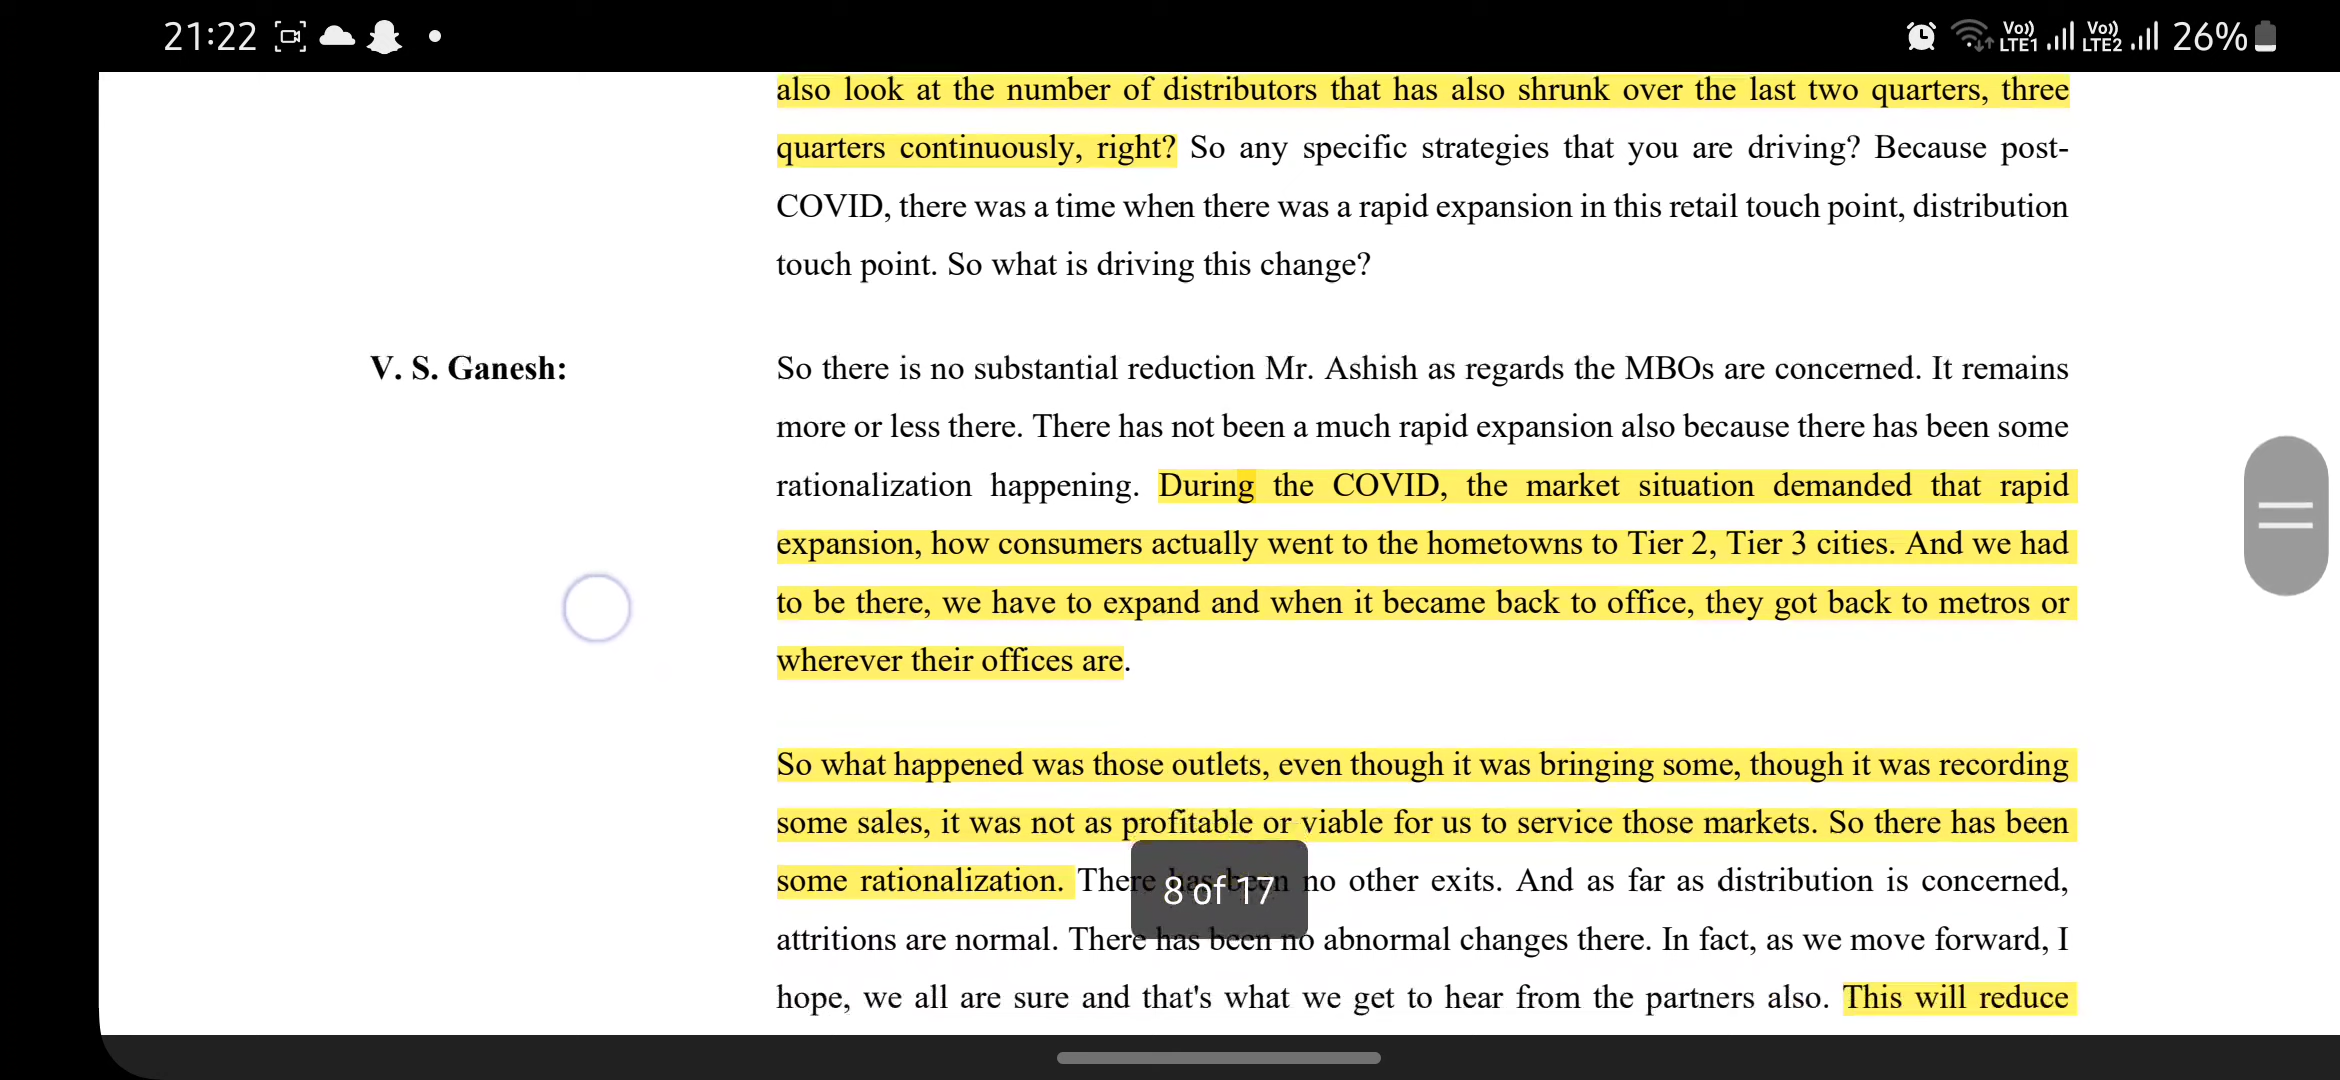 21:22
Vo)) LTE1 Vo)) LTE2 26%
also look at the number of distributors that has also shrunk over the last two quarters, three
quarters continuously, right? So any specific strategies that you are driving? Because post-
COVID, there was a time when there was a rapid expansion in this retail touch point, distribution
touch point. So what is driving this change?
V. S. Ganesh: So there is no substantial reduction Mr. Ashish as regards the MBOs are concerned. It remains
more or less there. There has not been a much rapid expansion also because there has been some
rationalization happening. During the COVID, the market situation demanded that rapid
expansion, how consumers actually went to the hometowns to Tier 2, Tier 3 cities. And we had
to be there, we have to expand and when it became back to office, they got back to metros or
wherever their offices are.
So what happened was those outlets, even though it was bringing some, though it was recording
some sales, it was not as profitable or viable for us to service those markets. So there has been
some rationalization. There has been no other exits. And as far as distribution is concerned,
8 of 17
attritions are normal. There has been no abnormal changes there. In fact, as we move forward, I
hope, we all are sure and that's what we get to hear from the partners also. This will reduce